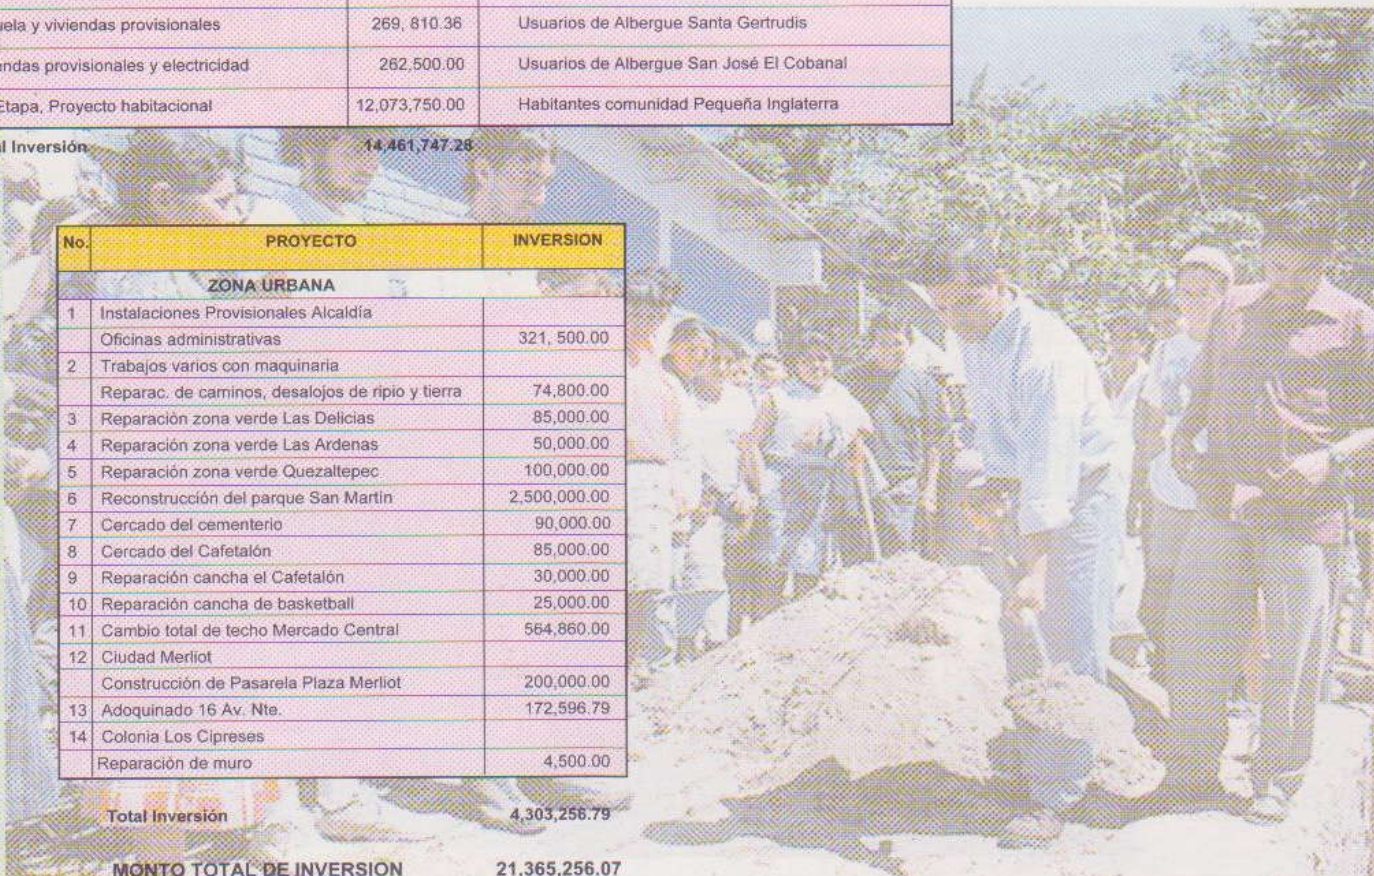 uela y viviendas provisionales 269, 810.36 Usuarios de Albergue Santa Gertrudis
endas provisionales y electricidad 262,500.00 Usuarios de Albergue San José El Cobanal
Etapa, Proyecto habitacional 12,073,750.00 Habitantes comunidad Pequeña Inglaterra
l Inversión 14,461,747.28
No. PROYECTO INVERSION
ZONA URBANA
1 Instalaciones Provisionales Alcaldía
Oficinas administrativas 321, 500.00
2 Trabajos varios con maquinaria
Reparac. de caminos, desalojos de ripio y tierra 74,800.00
3 Reparación zona verde Las Delicias 85,000.00
4 Reparación zona verde Las Ardenas 50,000.00
5 Reparación zona verde Quezaltepec 100,000.00
6 Reconstrucción del parque San Martin 2,500,000.00
7 Cercado del cementerio 90,000.00
8 Cercado del Cafetalón 85,000.00
9 Reparación cancha el Cafetalón 30,000.00
10 Reparación cancha de basketball 25,000.00
11 Cambio total de techo Mercado Central 564,860.00
12 Ciudad Merliot
Construcción de Pasarela Plaza Merliot 200,000.00
13 Adoquinado 16 Av. Nte. 172,596.79
14 Colonia Los Cipreses
Reparación de muro 4,500.00
Total Inversión 4,303,256.79
MONTO TOTAL DE INVERSION 21,365,256.07